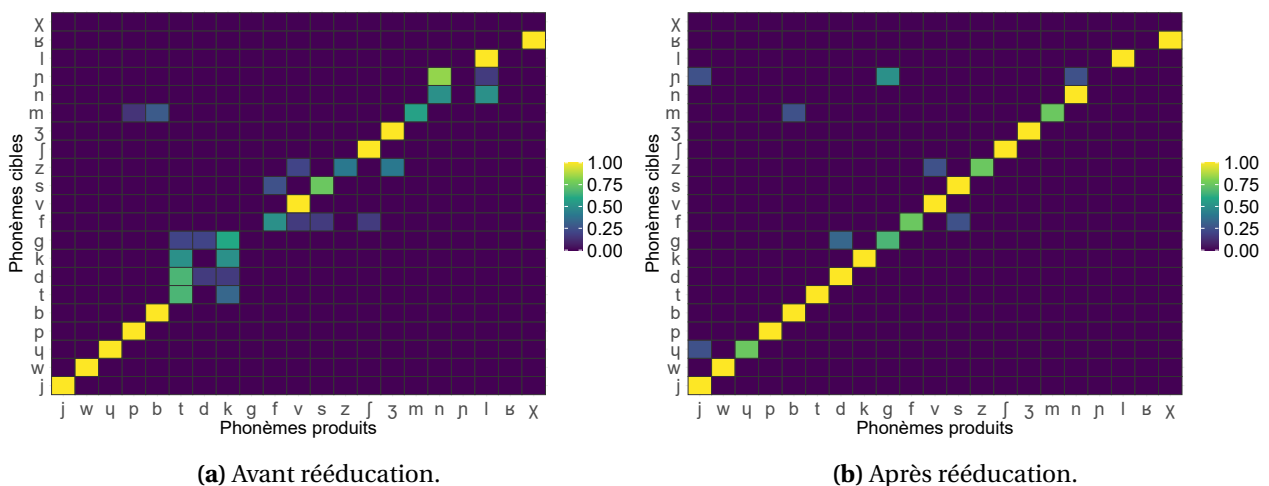 χ
ʁ
l
ɲ
n
m
ʒ
ʃ
z
s
v
f
g
k
d
t
b
p
ɥ
w
j
Phonèmes cibles
j w ɥ p b t d k g f v s z ʃ ʒ m n ɲ l ʁ χ
Phonèmes produits
1.00
0.75
0.50
0.25
0.00
(a) Avant rééducation.
χ
ʁ
l
ɲ
n
m
ʒ
ʃ
z
s
v
f
g
k
d
t
b
p
ɥ
w
j
Phonèmes cibles
j w ɥ p b t d k g f v s z ʃ ʒ m n ɲ l ʁ χ
Phonèmes produits
1.00
0.75
0.50
0.25
0.00
(b) Après rééducation.